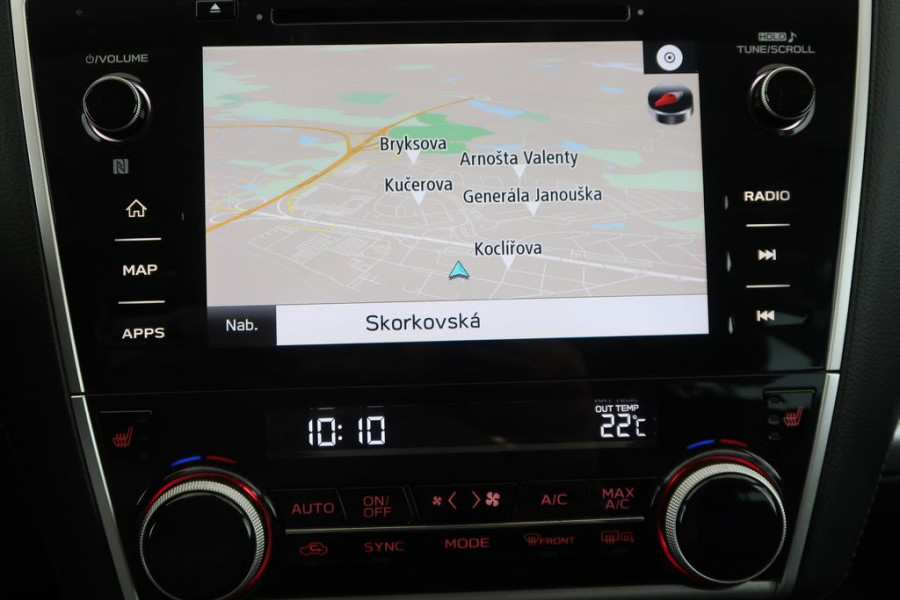 VOLUME
HOLD
TUNE/SCROLL
Bryksova
Arnošta Valenty
Kučerova
Generála Janouška
Koclířova
RADIO
MAP
APPS
Nab.
Skorkovská
OUT TEMP
10:10
22°C
AUTO
ON/
OFF
A/C
MAX
A/C
SYNC
MODE
FRONT